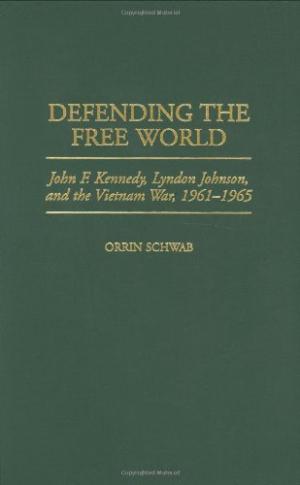 DEFENDING THE
FREE WORLD
John F. Kennedy, Lyndon Johnson,
and the Vietnam War, 1961–1965
ORRIN SCHWAB